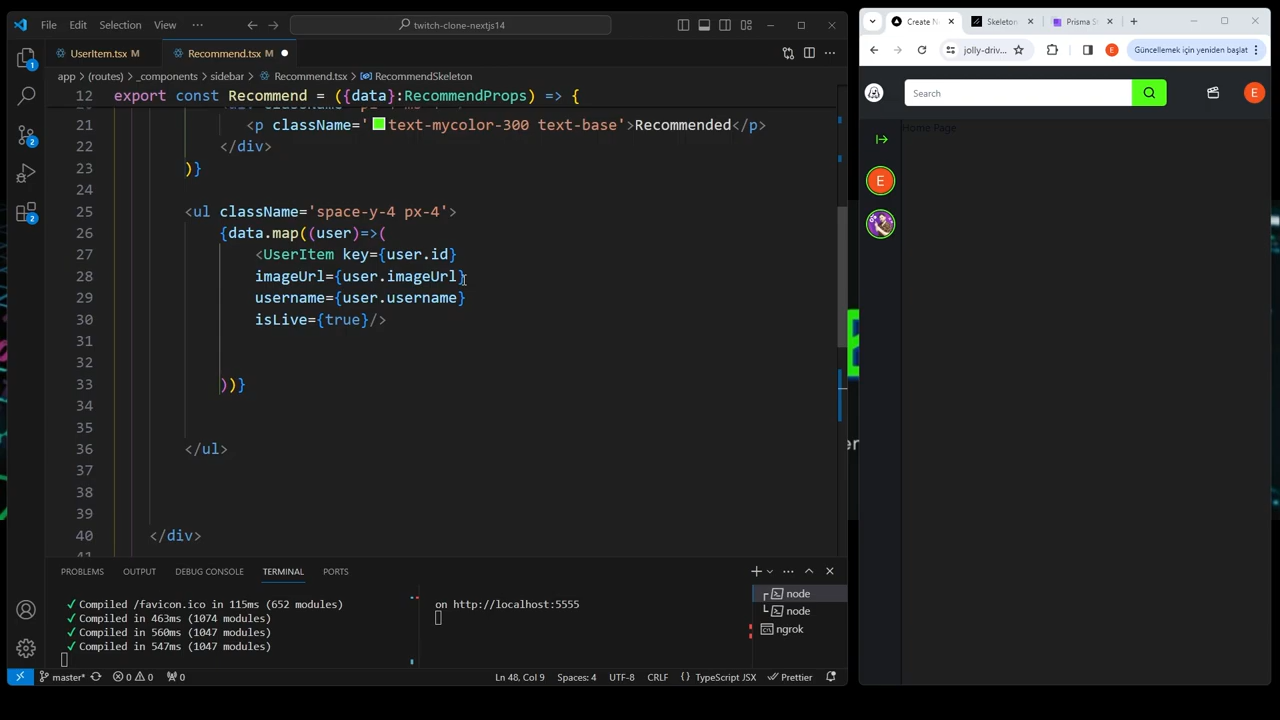 File Edit Selection View ··· twitch-clone-nextjs14
UserItem.tsx M Recommend.tsx M
app > (routes) > _components > sidebar > Recommend.tsx > RecommendSkeleton
12 export const Recommend = ({data}:RecommendProps) => {
21 <p className='text-mycolor-300 text-base'>Recommended</p>
22 </div>
23 )}
24
25 <ul className='space-y-4 px-4'>
26 {data.map((user)=>(
27 <UserItem key={user.id}
28 imageUrl={user.imageUrl}
29 username={user.username}
30 isLive={true}/>
31
32
33 ))}
34
35
36 </ul>
37
38
39
40 </div>
41
PROBLEMS OUTPUT DEBUG CONSOLE TERMINAL PORTS
✓ Compiled /favicon.ico in 115ms (652 modules)
✓ Compiled in 463ms (1074 modules)
✓ Compiled in 560ms (1047 modules)
✓ Compiled in 547ms (1047 modules)
on http://localhost:5555
node
node
ngrok
1
2
2
master* 0 0 0 Ln 48, Col 9 Spaces: 4 UTF-8 CRLF {} TypeScript JSX Prettier
Create N Skeleton Prisma S
jolly-driv E Güncellemek için yeniden başlat
Search E
Home Page
E